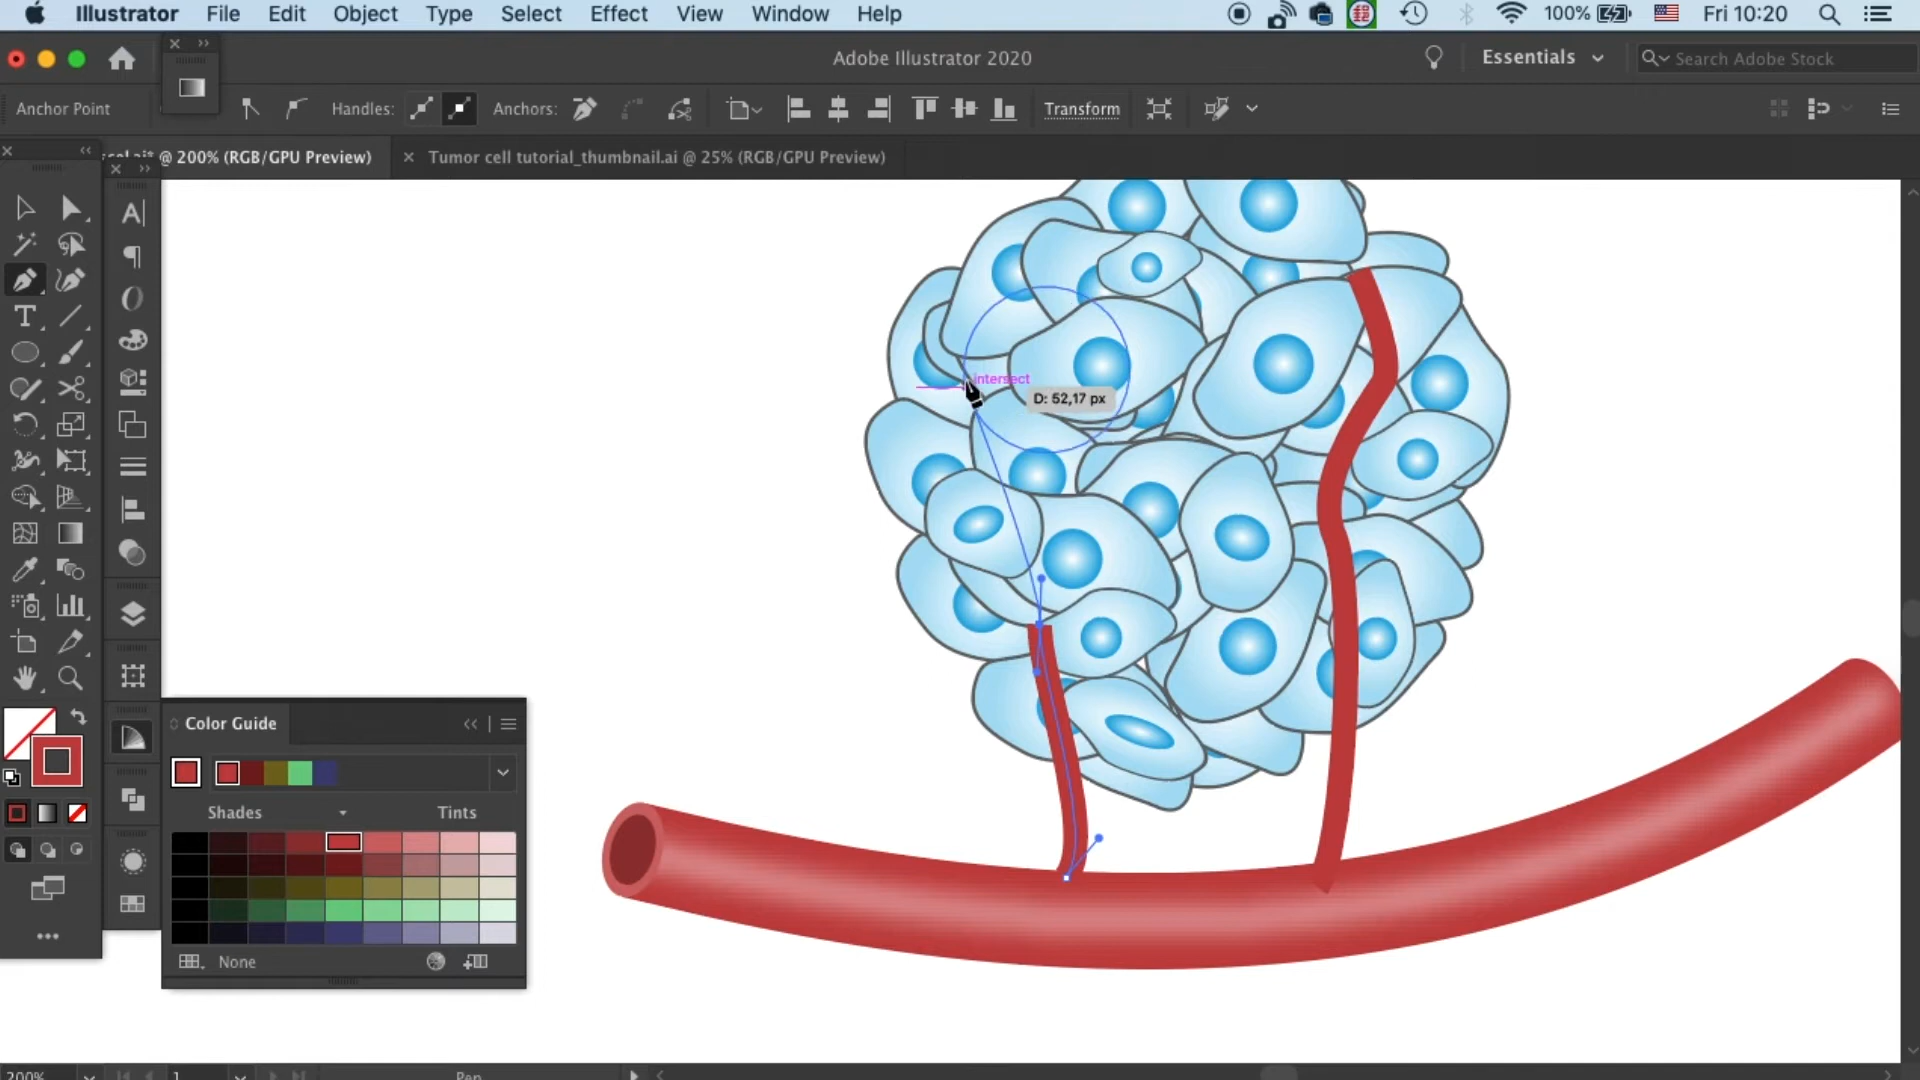 Illustrator File Edit Object Type Select Effect View Window Help 100% Fri 10:20
Adobe Illustrator 2020 Essentials Search Adobe Stock
Anchor Point Handles: Anchors: Transform
@ 200% (RGB/GPU Preview) × Tumor cell tutorial_thumbnail.ai @ 25% (RGB/GPU Preview)
intersect
D: 52,17 px
Color Guide
Shades Tints
None
200% 1 Pen